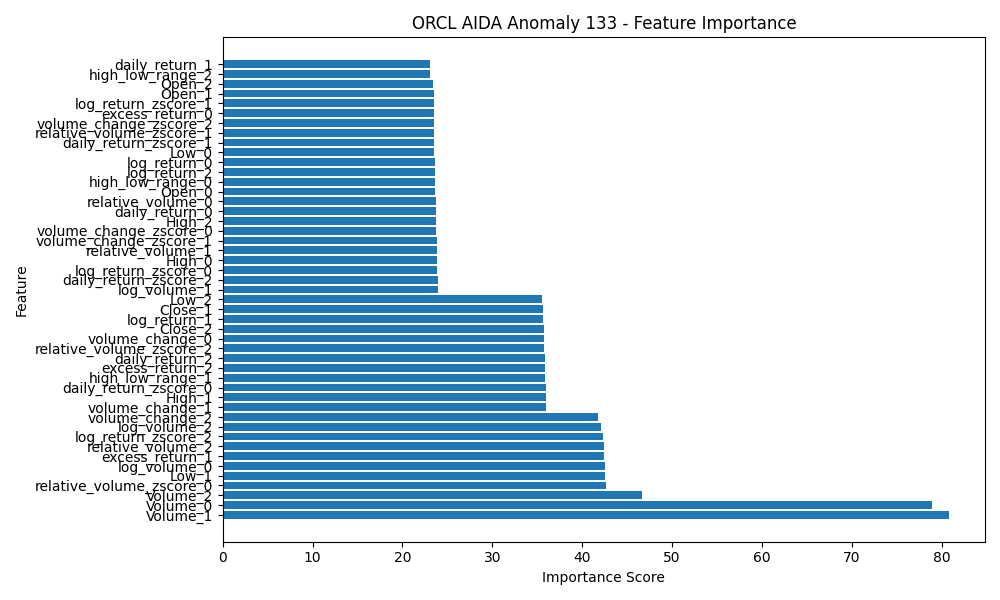 ORCL AIDA Anomaly 133 - Feature Importance
daily_return_1
high_low_range_2
Open_2
Open_1
log_return_zscore_1
excess_return_0
volume_change_zscore_2
relative_volume_zscore_1
daily_return_zscore_1
Low_0
log_return_0
log_return_2
high_low_range_0
Open_0
relative_volume_0
daily_return_0
High_2
volume_change_zscore_0
volume_change_zscore_1
relative_volume_1
High_0
log_return_zscore_0
daily_return_zscore_2
log_volume_1
Low_2
Close_1
log_return_1
Close_2
volume_change_0
relative_volume_zscore_2
daily_return_2
excess_return_2
high_low_range_1
daily_return_zscore_0
High_1
volume_change_1
volume_change_2
log_volume_2
log_return_zscore_2
relative_volume_2
excess_return_1
log_volume_0
Low_1
relative_volume_zscore_0
Volume_2
Volume_0
Volume_1
Feature
0 10 20 30 40 50 60 70 80
Importance Score